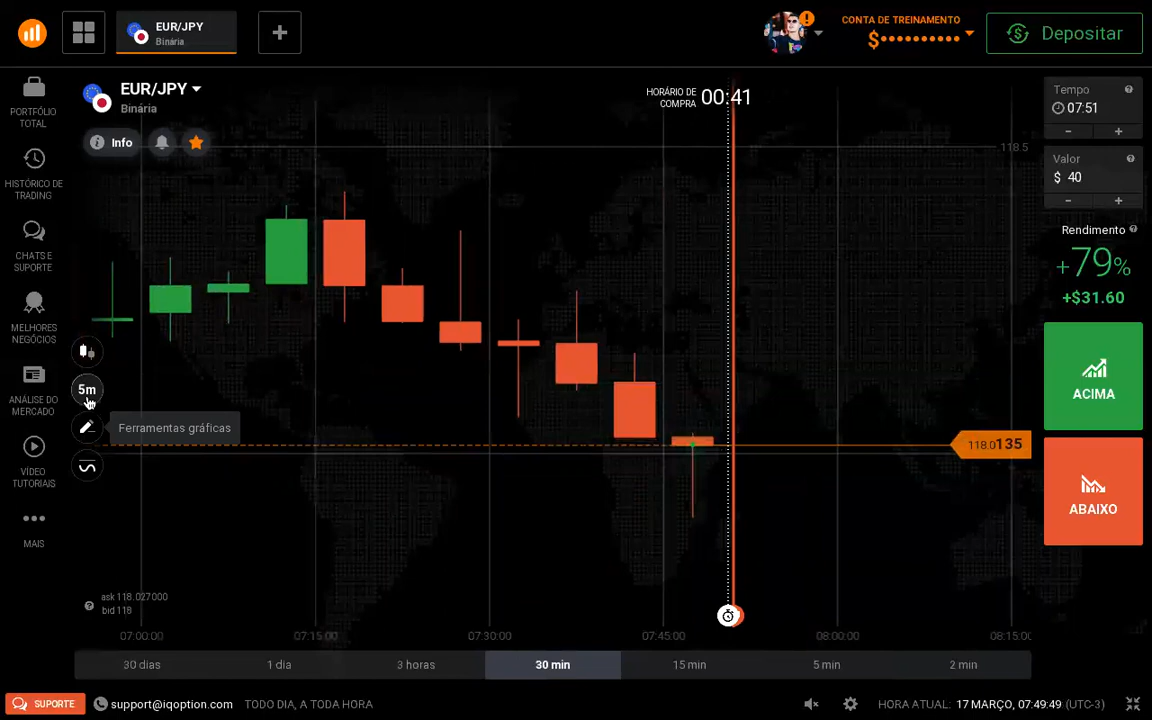 EUR/JPY
Binária
+
CONTA DE TREINAMENTO
$••••••••••
Depositar
PORTFÓLIO
TOTAL
HISTÓRICO DE
TRADING
CHATS E
SUPORTE
MELHORES
NEGÓCIOS
ANÁLISE DO
MERCADO
VÍDEO
TUTORIAIS
MAIS
EUR/JPY
Binária
Info
5m
Ferramentas gráficas
HORÁRIO DE
COMPRA
00:41
118.5
118.0135
ask 118.027000
bid 118
07:00:00 07:15:00 07:30:00 07:45:00 08:00:00 08:15:00
30 dias 1 dia 3 horas 30 min 15 min 5 min 2 min
Tempo
07:51
- +
Valor
$ 40
- +
Rendimento
+79%
+$31.60
ACIMA
ABAIXO
SUPORTE support@iqoption.com TODO DIA, A TODA HORA
HORA ATUAL: 17 MARÇO, 07:49:49 (UTC-3)